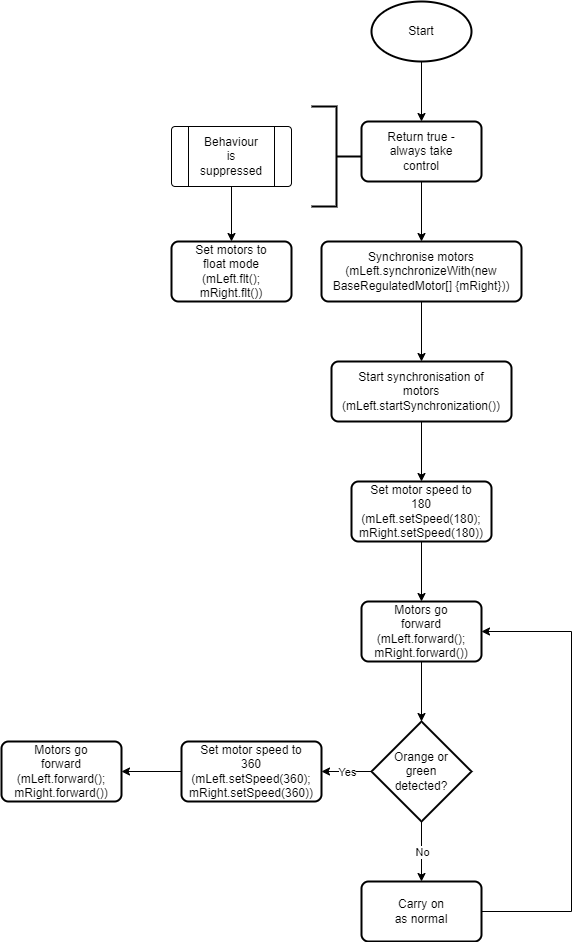 Start
Return true -
always take
control
Behaviour
is
suppressed
Set motors to
float mode
(mLeft.flt();
mRight.flt())
Synchronise motors
(mLeft.synchronizeWith(new
BaseRegulatedMotor[] {mRight}))
Start synchronisation of
motors
(mLeft.startSynchronization())
Set motor speed to
180
(mLeft.setSpeed(180);
mRight.setSpeed(180))
Motors go
forward
(mLeft.forward();
mRight.forward())
Orange or
green
detected?
Yes
Set motor speed to
360
(mLeft.setSpeed(360);
mRight.setSpeed(360))
Motors go
forward
(mLeft.forward();
mRight.forward())
No
Carry on
as normal